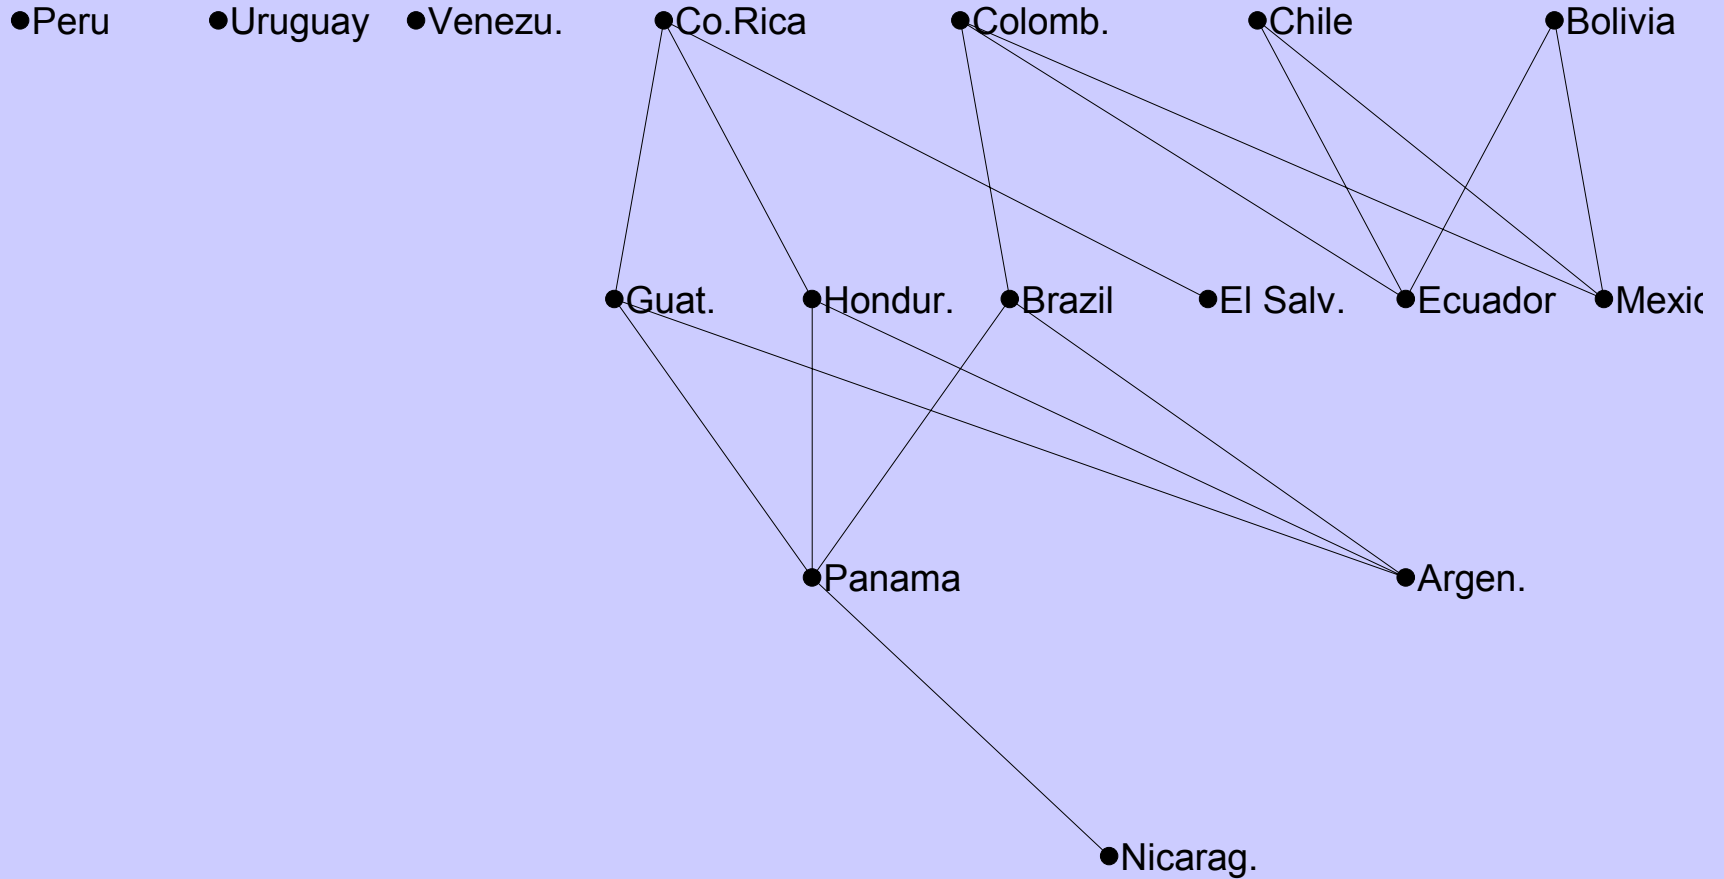 Peru Uruguay Venezu. Co.Rica Colomb. Chile Bolivia
Guat. Hondur. Brazil El Salv. Ecuador Mexic
Panama Argen.
Nicarag.